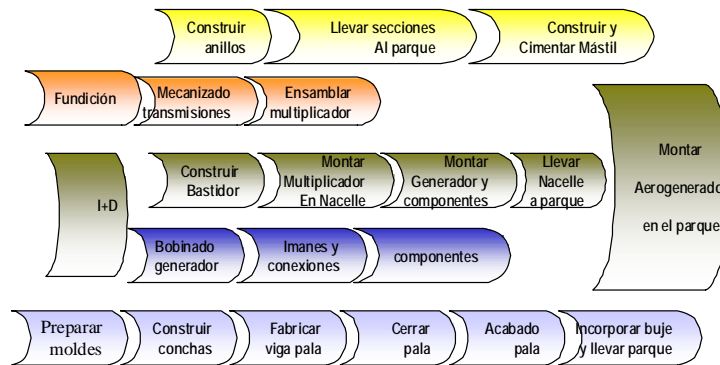 Construir
anillos
Llevar secciones
Al parque
Construir y
Cimentar Mástil
Fundición
Mecanizado
transmisiones
Ensamblar
multiplicador
I+D
Construir
Bastidor
Montar
Multiplicador
En Nacelle
Montar
Generador y
componentes
Llevar
Nacelle
a parque
Montar
Aerogenerado
en el parque
Bobinado
generador
Imanes y
conexiones
componentes
Preparar
moldes
Construir
conchas
Fabricar
viga pala
Cerrar
pala
Acabado
pala
Incorporar buje
y llevar parque